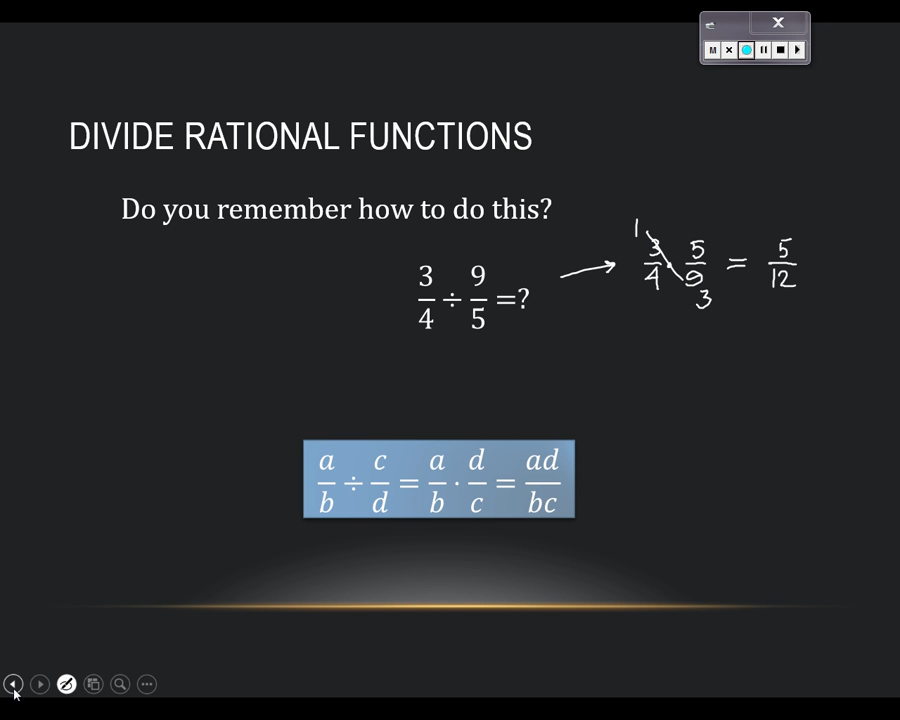 DIVIDE RATIONAL FUNCTIONS
Do you remember how to do this?
3/4 ÷ 9/5 =? → 3/4 · 5/9 = 5/12
1
3
a/b ÷ c/d = a/b · d/c = ad/bc
M
X